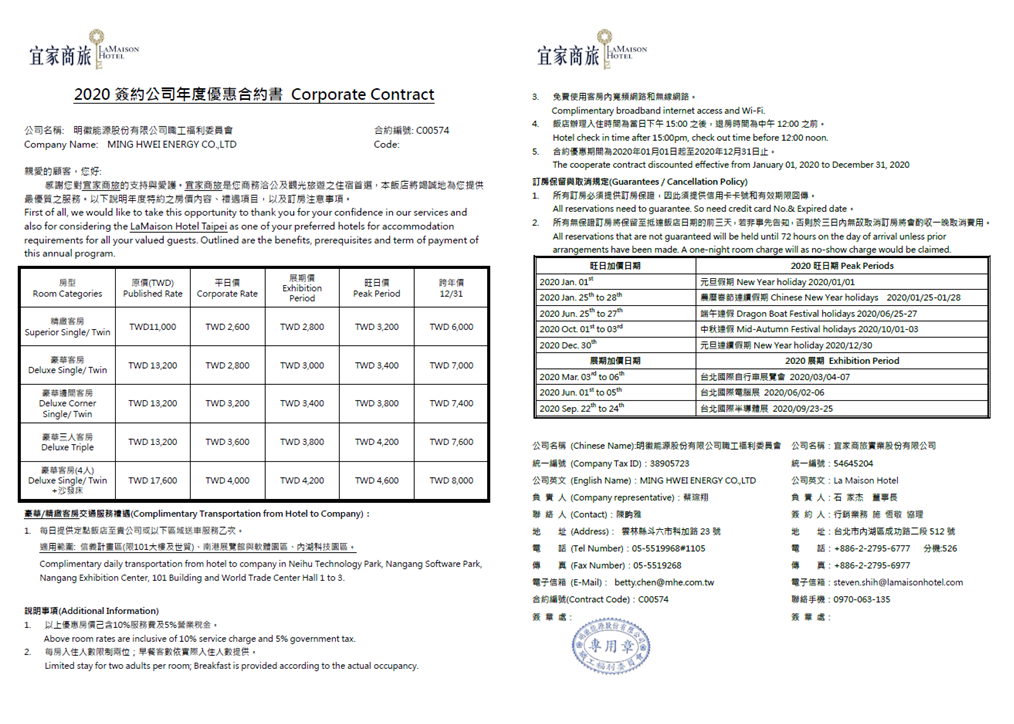 宜家商旅 LAMAISON HOTEL
2020 簽約公司年度優惠合約書 Corporate Contract
公司名稱: 明徽能源股份有限公司職工福利委員會 合約編號: C00574
Company Name: MING HWEI ENERGY CO.,LTD Code:
親愛的顧客，您好:
感謝您對宜家商旅的支持與愛護。宜家商旅是您商務洽公及觀光旅遊之住宿首選，本飯店將竭誠地為您提供
最優質之服務。以下說明年度特約之房價內容、禮遇項目，以及訂房注意事項。
First of all, we would like to take this opportunity to thank you for your confidence in our services and
also for considering the LaMaison Hotel Taipei as one of your preferred hotels for accommodation
requirements for all your valued guests. Outlined are the benefits, prerequisites and term of payment of
this annual program.
房型 原價(TWD) 平日價 展期價 旺日價 跨年價
Room Categories Published Rate Corporate Rate Exhibition Period Peak Period 12/31
精緻客房
Superior Single/ Twin TWD11,000 TWD 2,600 TWD 2,800 TWD 3,200 TWD 6,000
豪華客房
Deluxe Single/ Twin TWD 13,200 TWD 2,800 TWD 3,000 TWD 3,400 TWD 7,000
豪華邊間客房
Deluxe Corner
Single/ Twin TWD 13,200 TWD 3,200 TWD 3,400 TWD 3,800 TWD 7,400
豪華三人客房
Deluxe Triple TWD 13,200 TWD 3,600 TWD 3,800 TWD 4,200 TWD 7,600
豪華客房(4人)
Deluxe Single/ Twin
+沙發床 TWD 17,600 TWD 4,000 TWD 4,200 TWD 4,600 TWD 8,000
豪華/精緻客房交通服務禮遇(Complimentary Transportation from Hotel to Company)：
1. 每日提供定點飯店至貴公司或以下區域送車服務乙次。
適用範圍: 信義計畫區(限101大樓及世貿)、南港展覽館與軟體園區、內湖科技園區。
Complimentary daily transportation from hotel to company in Neihu Technology Park, Nangang Software Park,
Nangang Exhibition Center, 101 Building and World Trade Center Hall 1 to 3.
說明事項(Additional Information)
1. 以上優惠房價已含10%服務費及5%營業稅金。
Above room rates are inclusive of 10% service charge and 5% government tax.
2. 每房入住人數限制兩位；早餐客數依實際入住人數提供。
Limited stay for two adults per room; Breakfast is provided according to the actual occupancy.
宜家商旅 LAMAISON HOTEL
3. 免費使用客房內寬頻網路和無線網路。
Complimentary broadband internet access and Wi-Fi.
4. 飯店辦理入住時間為當日下午 15:00 之後，退房時間為中午 12:00 之前。
Hotel check in time after 15:00pm, check out time before 12:00 noon.
5. 合約優惠期間為2020年01月01日起至2020年12月31日止。
The cooperate contract discounted effective from January 01, 2020 to December 31, 2020
訂房保留與取消規定(Guarantees / Cancellation Policy)
1. 所有訂房必須提供訂房保證，因此須提供信用卡卡號和有效期限回傳。
All reservations need to guarantee. So need credit card No.& Expired date。
2. 所有無保證訂房將保留至抵達飯店日期的前三天，若非事先告知，否則於三日內無故取消訂房將會酌收一晚取消費用。
All reservations that are not guaranteed will be held until 72 hours on the day of arrival unless prior
arrangements have been made. A one-night room charge will as no-show charge would be claimed.
旺日加價日期 2020 旺日期 Peak Periods
2020 Jan. 01st 元旦假期 New Year holiday 2020/01/01
2020 Jan. 25th to 28th 農曆春節連續假期 Chinese New Year holidays 2020/01/25-01/28
2020 Jun. 25th to 27th 端午連假 Dragon Boat Festival holidays 2020/06/25-27
2020 Oct. 01st to 03rd 中秋連假 Mid-Autumn Festival holidays 2020/10/01-03
2020 Dec. 30th 元旦連續假期 New Year holiday 2020/12/30
展期加價日期 2020 展期 Exhibition Period
2020 Mar. 03rd to 06th 台北國際自行車展覽會 2020/03/04-07
2020 Jun. 01st to 05th 台北國際電腦展 2020/06/02-06
2020 Sep. 22th to 24th 台北國際半導體展 2020/09/23-25
公司名稱 (Chinese Name):明徽能源股份有限公司職工福利委員會 公司名稱：宜家商旅實業股份有限公司
統一編號 (Company Tax ID)：38905723 統一編號：54645204
公司英文 (English Name)：MING HWEI ENERGY CO.,LTD 公司英文：La Maison Hotel
負 責 人 (Company representative)：蔡琮翔 負 責 人：石 家杰 董事長
聯 絡 人 (Contact)：陳畇雅 簽 約 人：行銷業務 施 恆敬 協理
地 址 (Address)： 雲林縣斗六市科加路 23 號 地 址：台北市內湖區成功路二段 512 號
電 話 (Tel Number)：05-5519968#1105 電 話：+886-2-2795-6777 分機:526
傳 真 (Fax Number)：05-5519268 傳 真：+886-2-2795-6977
電子信箱 (E-Mail)： betty.chen@mhe.com.tw 電子信箱：steven.shih@lamaisonhotel.com
合約編號(Contract Code)：C00574 聯絡手機：0970-063-135
簽 章 處： 簽 章 處：
明徽能源股份有限公司
專用章
職工福利委員會